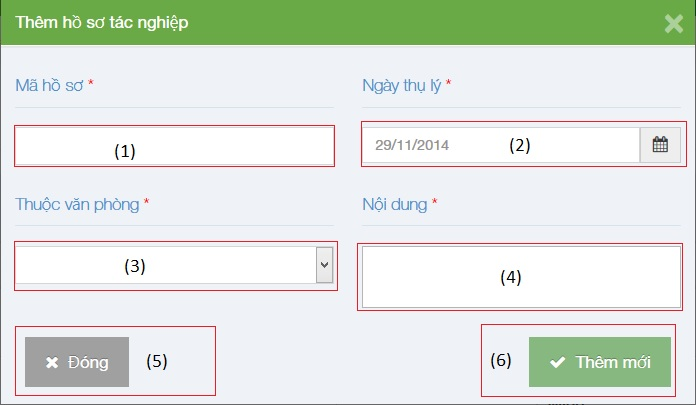 Thêm hồ sơ tác nghiệp
Mã hồ sơ *
Ngày thụ lý *
(1)
29/11/2014 (2)
Thuộc văn phòng *
Nội dung *
(3)
(4)
Đóng (5)
(6) Thêm mới